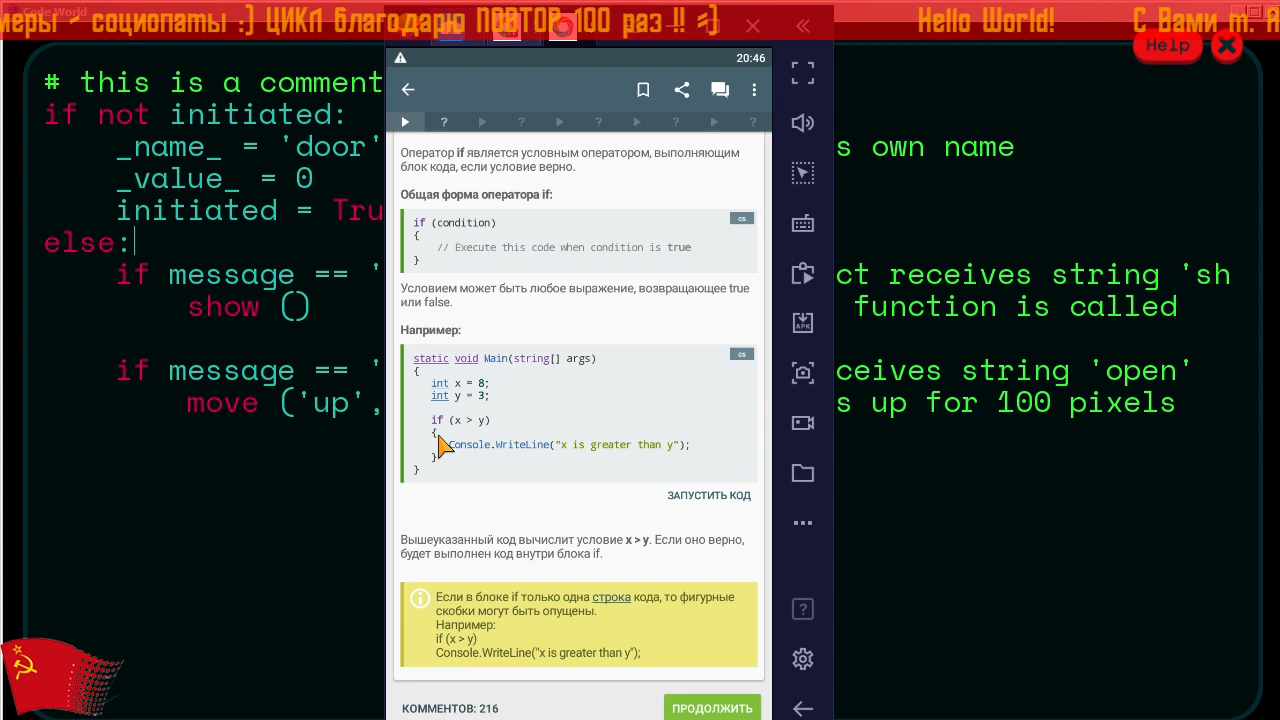 Code World
меры - социопаты :) ЦИКЛ благодарю ПОВТОР 100 раз !! :)
Hello World!
С Вами т.
Help
# this is a comment
if not initiated:
_name_ = 'door'
s own name
_value_ = 0
initiated = Tru
else:
if message == '
ct receives string 'sh
show ()
function is called
if message == '
ceives string 'open'
move ('up',
s up for 100 pixels
20:46
Оператор if является условным оператором, выполняющим
блок кода, если условие верно.
Общая форма оператора if:
cs
if (condition)
{
// Execute this code when condition is true
}
Условием может быть любое выражение, возвращающее true
или false.
Например:
cs
static void Main(string[] args)
{
int x = 8;
int y = 3;
if (x > y)
{
Console.WriteLine("x is greater than y");
}
}
ЗАПУСТИТЬ КОД
Вышеуказанный код вычислит условие x > y. Если оно верно,
будет выполнен код внутри блока if.
Если в блоке if только одна строка кода, то фигурные
скобки могут быть опущены.
Например:
if (x > y)
Console.WriteLine("x is greater than y");
КОММЕНТОВ: 216
ПРОДОЛЖИТЬ
APK